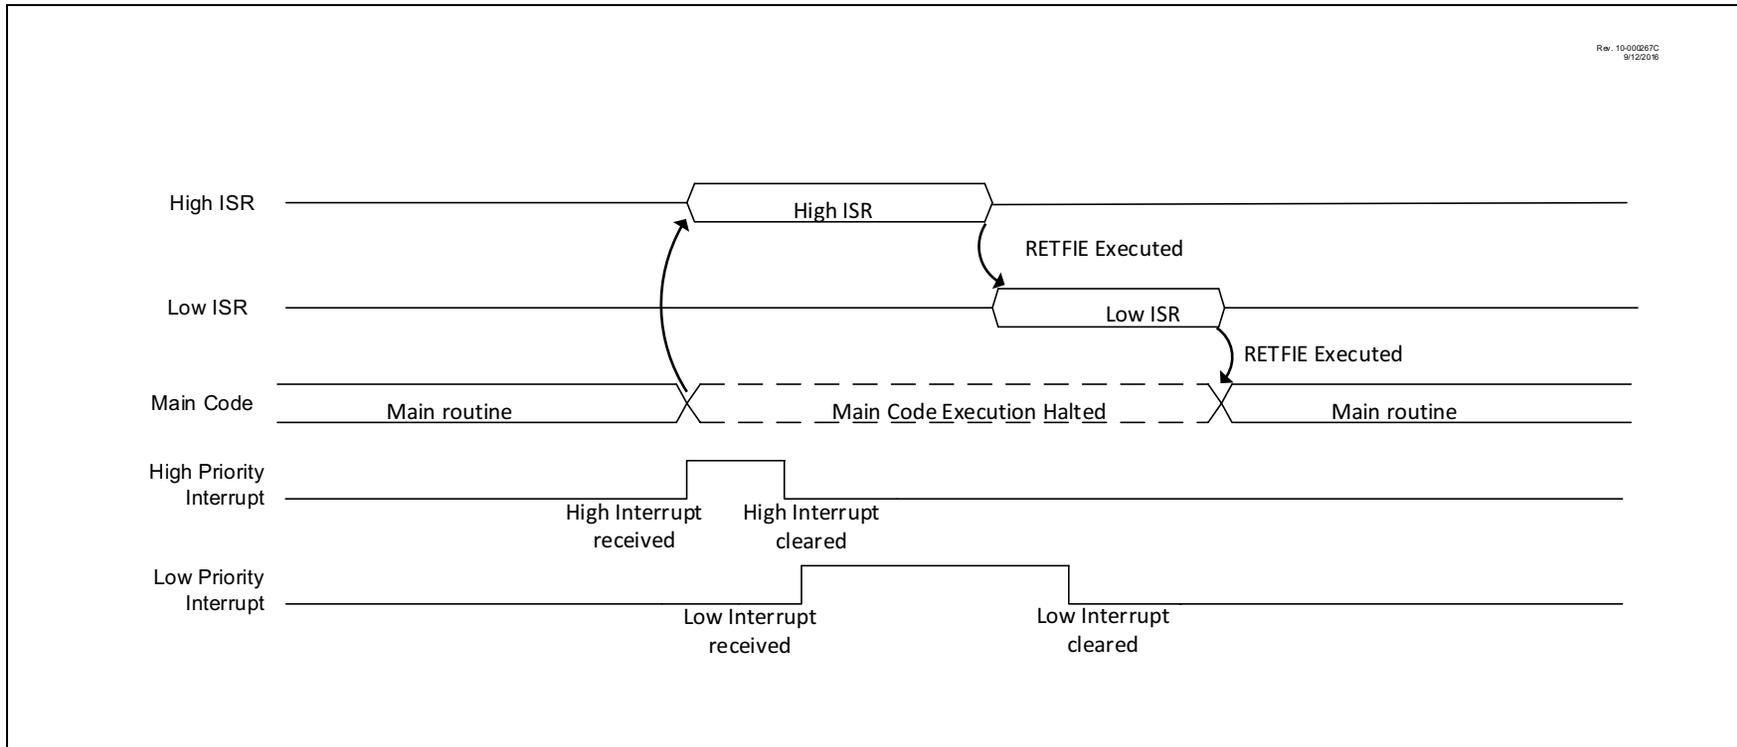 Rev. 10-000267C
9/12/2016
High ISR
High ISR
RETFIE Executed
Low ISR
Low ISR
RETFIE Executed
Main Code
Main routine
Main Code Execution Halted
Main routine
High Priority
Interrupt
High Interrupt
received
High Interrupt
cleared
Low Priority
Interrupt
Low Interrupt
received
Low Interrupt
cleared